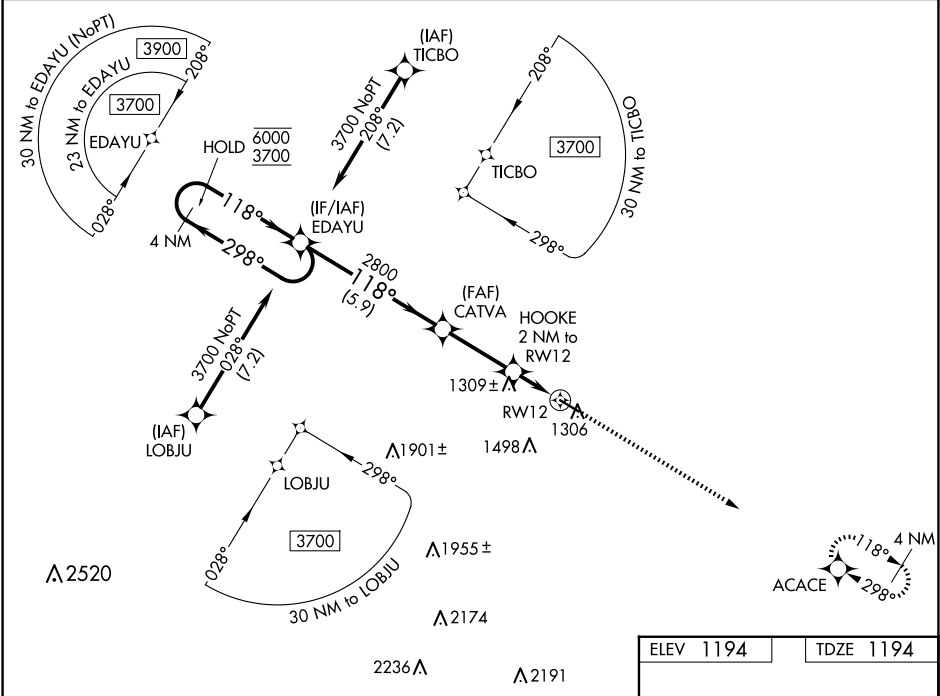 30 NM to EDAYU (NoPT)
3900
208°
23 NM to EDAYU
3700
EDAYU
028°
HOLD
6000
3700
4 NM
118°
298°
(IAF)
TICBO
3700 NoPT
208°
(7.2)
208°
TICBO
3700
30 NM to TICBO
298°
(IF/IAF)
EDAYU
2800
118°
(5.9)
(FAF)
CATVA
HOOKE
2 NM to
RW12
1309±
RW12
1306
1498
3700 NoPT
028°
(7.2)
(IAF)
LOBJU
1901±
298°
LOBJU
3700
028°
30 NM to LOBJU
1955±
2520
2174
2236
2191
118°
4 NM
298°
ACACE
ELEV 1194
TDZE 1194